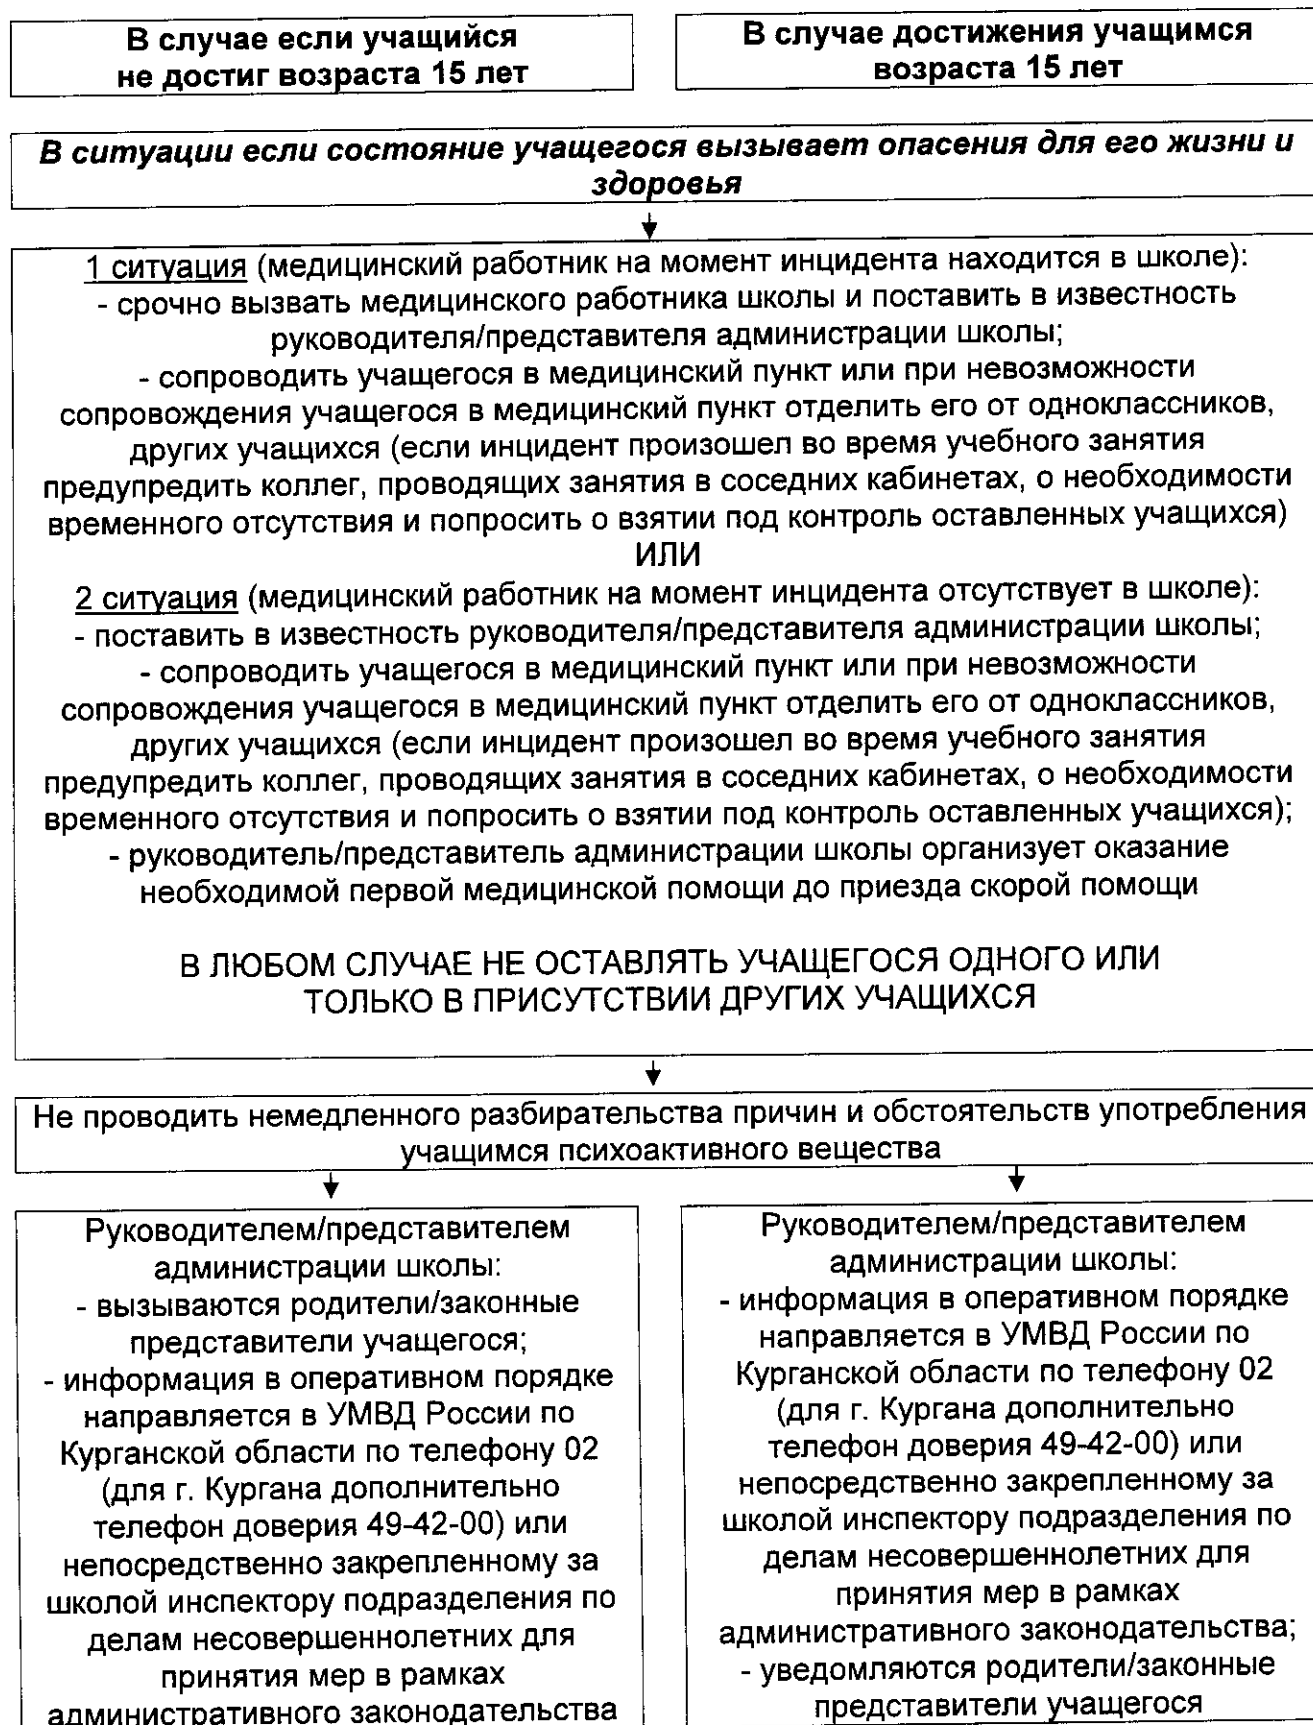 В случае если учащийся
не достиг возраста 15 лет
В случае достижения учащимся
возраста 15 лет
В ситуации если состояние учащегося вызывает опасения для его жизни и
здоровья
1 ситуация (медицинский работник на момент инцидента находится в школе):
- срочно вызвать медицинского работника школы и поставить в известность
руководителя/представителя администрации школы;
- сопроводить учащегося в медицинский пункт или при невозможности
сопровождения учащегося в медицинский пункт отделить его от одноклассников,
других учащихся (если инцидент произошел во время учебного занятия
предупредить коллег, проводящих занятия в соседних кабинетах, о необходимости
временного отсутствия и попросить о взятии под контроль оставленных учащихся)
ИЛИ
2 ситуация (медицинский работник на момент инцидента отсутствует в школе):
- поставить в известность руководителя/представителя администрации школы;
- сопроводить учащегося в медицинский пункт или при невозможности
сопровождения учащегося в медицинский пункт отделить его от одноклассников,
других учащихся (если инцидент произошел во время учебного занятия
предупредить коллег, проводящих занятия в соседних кабинетах, о необходимости
временного отсутствия и попросить о взятии под контроль оставленных учащихся);
- руководитель/представитель администрации школы организует оказание
необходимой первой медицинской помощи до приезда скорой помощи
В ЛЮБОМ СЛУЧАЕ НЕ ОСТАВЛЯТЬ УЧАЩЕГОСЯ ОДНОГО ИЛИ
ТОЛЬКО В ПРИСУТСТВИИ ДРУГИХ УЧАЩИХСЯ
Не проводить немедленного разбирательства причин и обстоятельств употребления
учащимся психоактивного вещества
Руководителем/представителем
администрации школы:
- вызываются родители/законные
представители учащегося;
- информация в оперативном порядке
направляется в УМВД России по
Курганской области по телефону 02
(для г. Кургана дополнительно
телефон доверия 49-42-00) или
непосредственно закрепленному за
школой инспектору подразделения по
делам несовершеннолетних для
принятия мер в рамках
административного законодательства
Руководителем/представителем
администрации школы:
- информация в оперативном порядке
направляется в УМВД России по
Курганской области по телефону 02
(для г. Кургана дополнительно
телефон доверия 49-42-00) или
непосредственно закрепленному за
школой инспектору подразделения по
делам несовершеннолетних для
принятия мер в рамках
административного законодательства;
- уведомляются родители/законные
представители учащегося